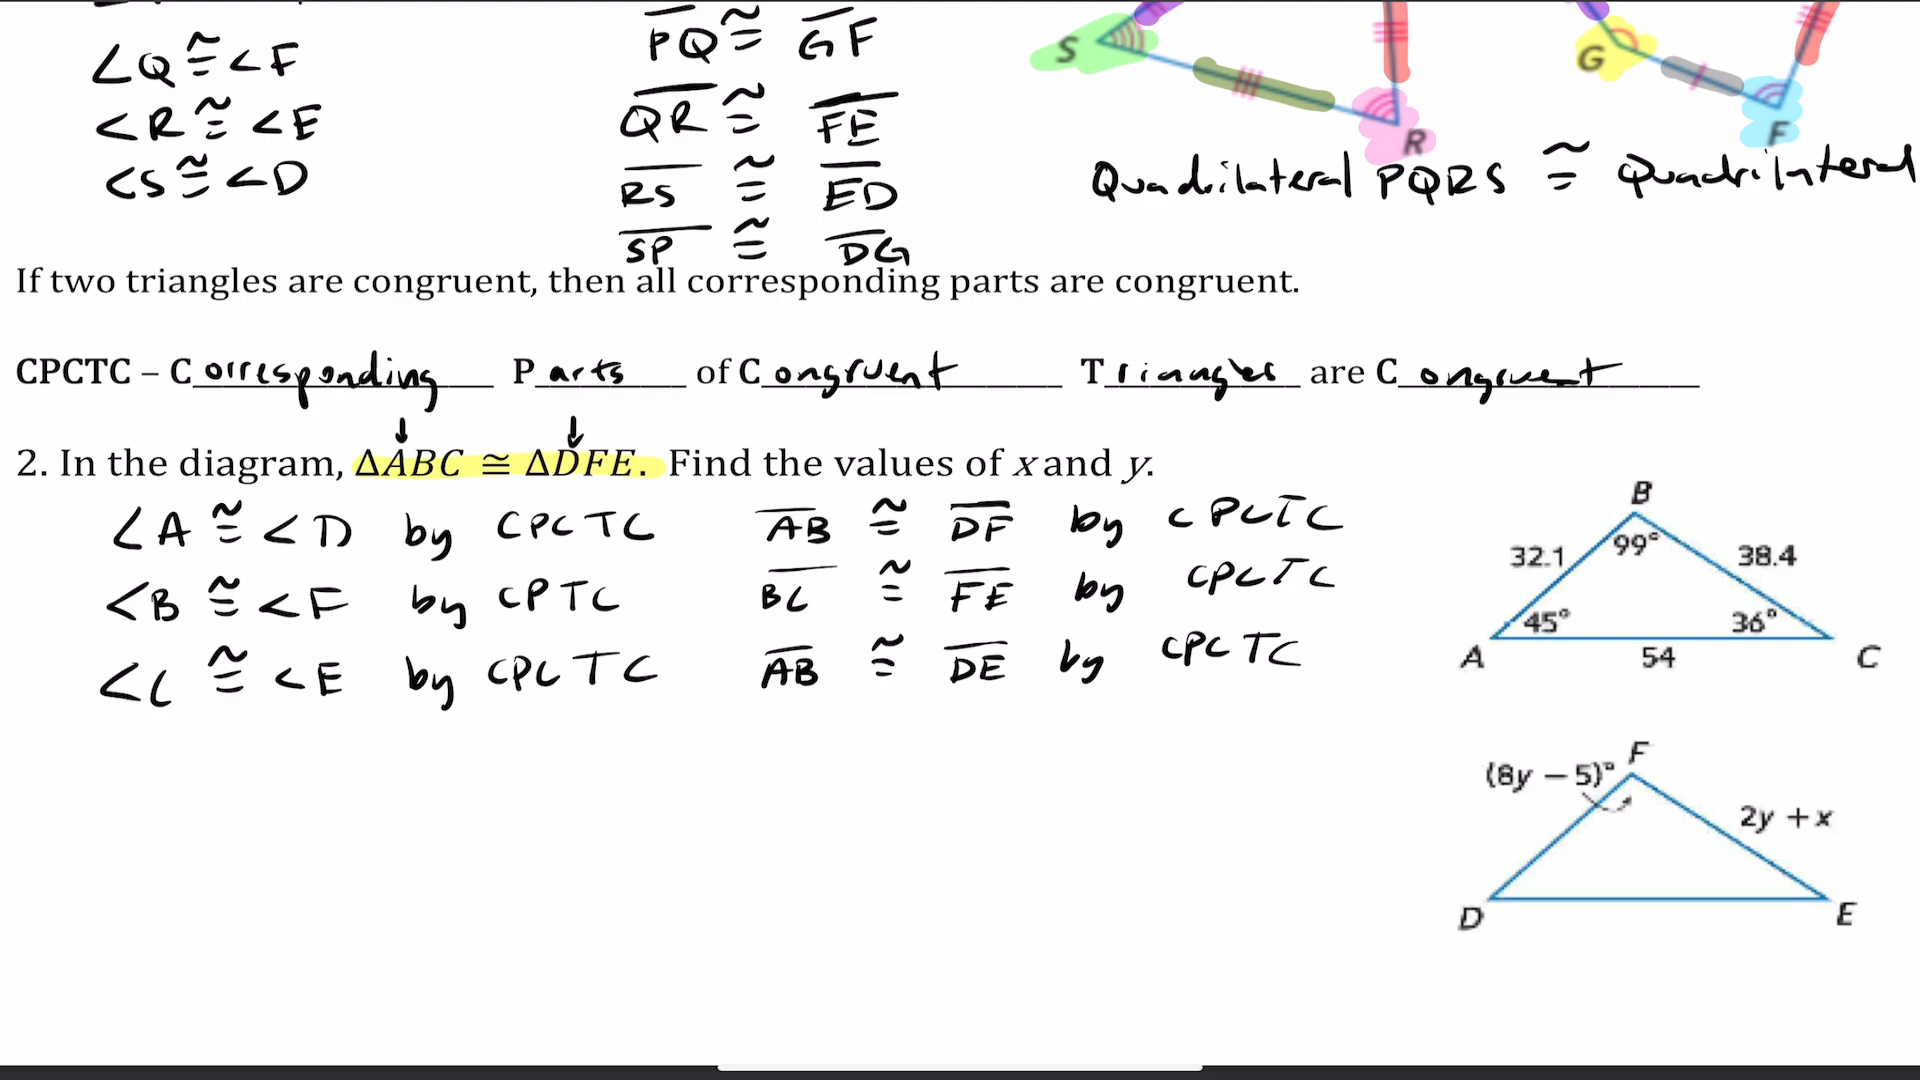 ∠Q ≅ <F
<R ≅ <E
<S ≅ <D
PQ ≅ GF
QR ≅ FE
RS ≅ ED
SP ≅ DG
S
R
G
F
Quadrilateral PQRS ≅ Quadrilateral
If two triangles are congruent, then all corresponding parts are congruent.
CPCTC – Corresponding Parts of Congruent Triangles are Congruent
2. In the diagram, ΔABC ≅ ΔDFE. Find the values of x and y.
∠A ≅ <D by CPCTC
<B ≅ <F by CPTC
<C ≅ <E by CPCTC
AB ≅ DF by CPCTC
BC ≅ FE by CPCTC
AB ≅ DE by CPCTC
B
32.1
99°
38.4
45°
36°
A
54
C
F
(8y – 5)°
2y + x
D
E